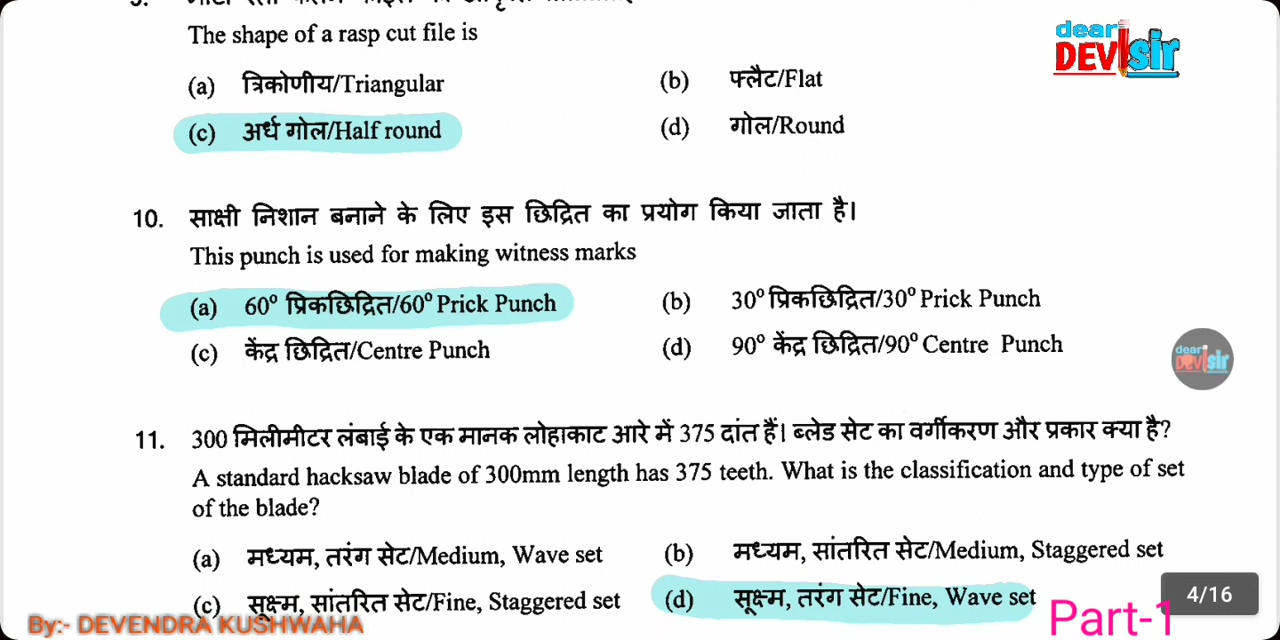 dear
DEVSir
The shape of a rasp cut file is
(a) त्रिकोणीय/Triangular
(b) फ्लैट/Flat
(c) अर्ध गोल/Half round
(d) गोल/Round
10. साक्षी निशान बनाने के लिए इस छिद्रित का प्रयोग किया जाता है।
This punch is used for making witness marks
(a) 60° प्रिकछिद्रित/60° Prick Punch
(b) 30° प्रिकछिद्रित/30° Prick Punch
(c) केंद्र छिद्रित/Centre Punch
(d) 90° केंद्र छिद्रित/90° Centre Punch
dear
DEVSir
11. 300 मिलीमीटर लंबाई के एक मानक लोहाकाट आरे में 375 दांत हैं। ब्लेड सेट का वर्गीकरण और प्रकार क्या है?
A standard hacksaw blade of 300mm length has 375 teeth. What is the classification and type of set
of the blade?
(a) मध्यम, तरंग सेट/Medium, Wave set
(b) मध्यम, सांतरित सेट/Medium, Staggered set
(c) सूक्ष्म, सांतरित सेट/Fine, Staggered set
(d) सूक्ष्म, तरंग सेट/Fine, Wave set
4/16
Part-1
By:- DEVENDRA KUSHWAHA